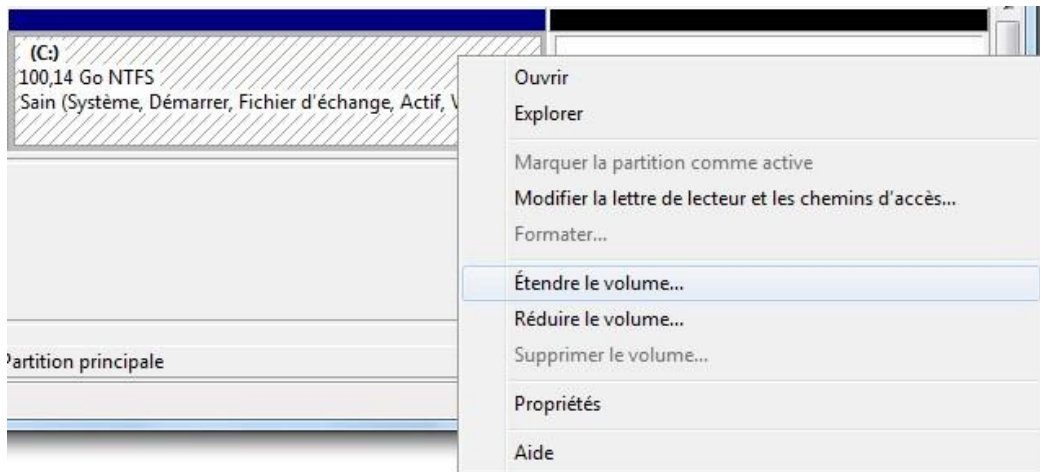 (C:)
100,14 Go NTFS
Sain (Système, Démarrer, Fichier d'échange, Actif,
Ouvrir
Explorer
Marquer la partition comme active
Modifier la lettre de lecteur et les chemins d'accès...
Formater...
Étendre le volume...
Réduire le volume...
Supprimer le volume...
Partition principale
Propriétés
Aide